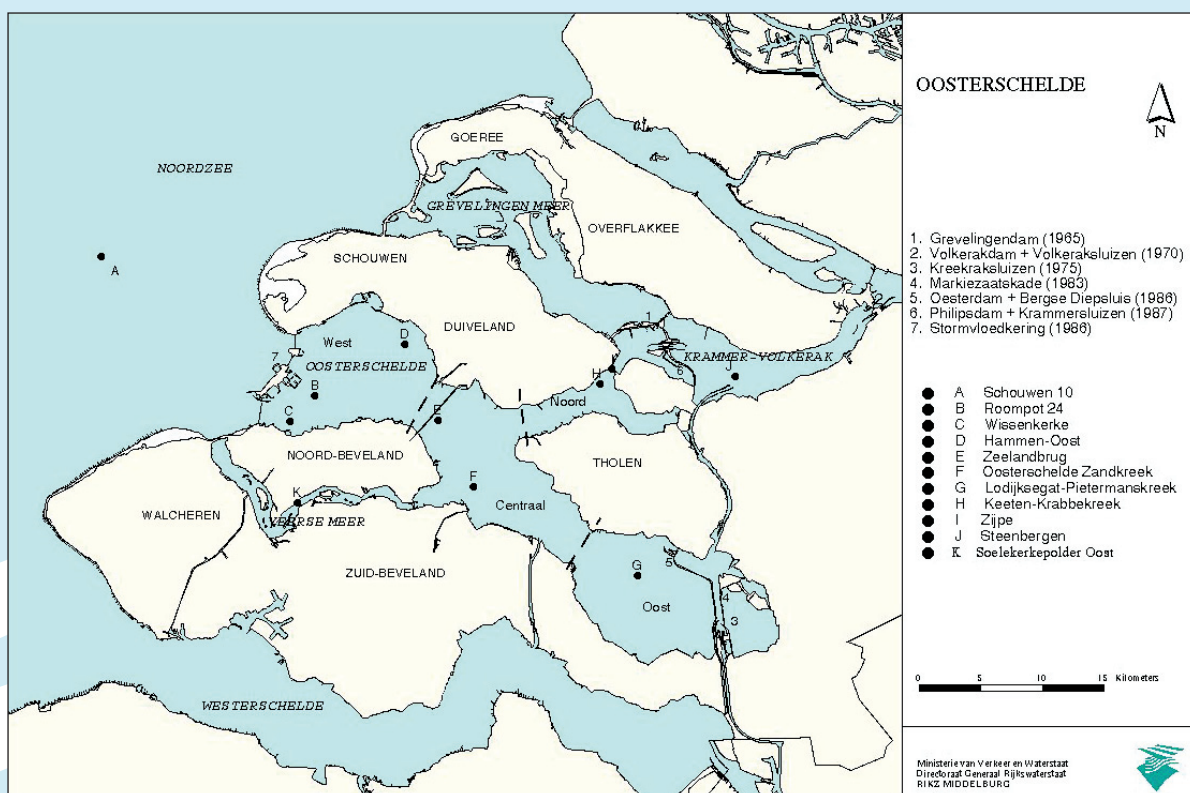 OOSTERSCHELDE
N
1. Grevelingendam (1965)
2. Volkerakdam + Volkeraksluizen (1970)
3. Kreekraksluizen (1975)
4. Markiezaatskade (1983)
5. Oesterdam + Bergse Diepsluis (1986)
6. Philipsdam + Krammersluizen (1987)
7. Stormvloedkering (1986)
A Schouwen 10
B Roompot 24
C Wissenkerke
D Hammen-Oost
E Zeelandbrug
F Oosterschelde Zandkreek
G Lodijksegat-Pietermanskreek
H Keeten-Krabbekreek
I Zijpe
J Steenbergen
K Soelekerkepolder Oost
0 5 10 15 Kilometers
Ministerie van Verkeer en Waterstaat
Directoraat Generaal Rijkswaterstaat
RIKZ MIDDELBURG
GOEREE
NOORDZEE
GREVELINGEN MEER
OVERFLAKKEE
A
SCHOUWEN
2
1
DUIVELAND
D
West
7
OOSTERSCHELDE
KRAMMER-VOLKERAK
6
J
H
I
B
Noord
C
E
NOORD-BEVELAND
THOLEN
F
K
Centraal
WALCHEREN
VEERSE MEER
ZUID-BEVELAND
5
G
4
Oost
3
WESTERSCHELDE